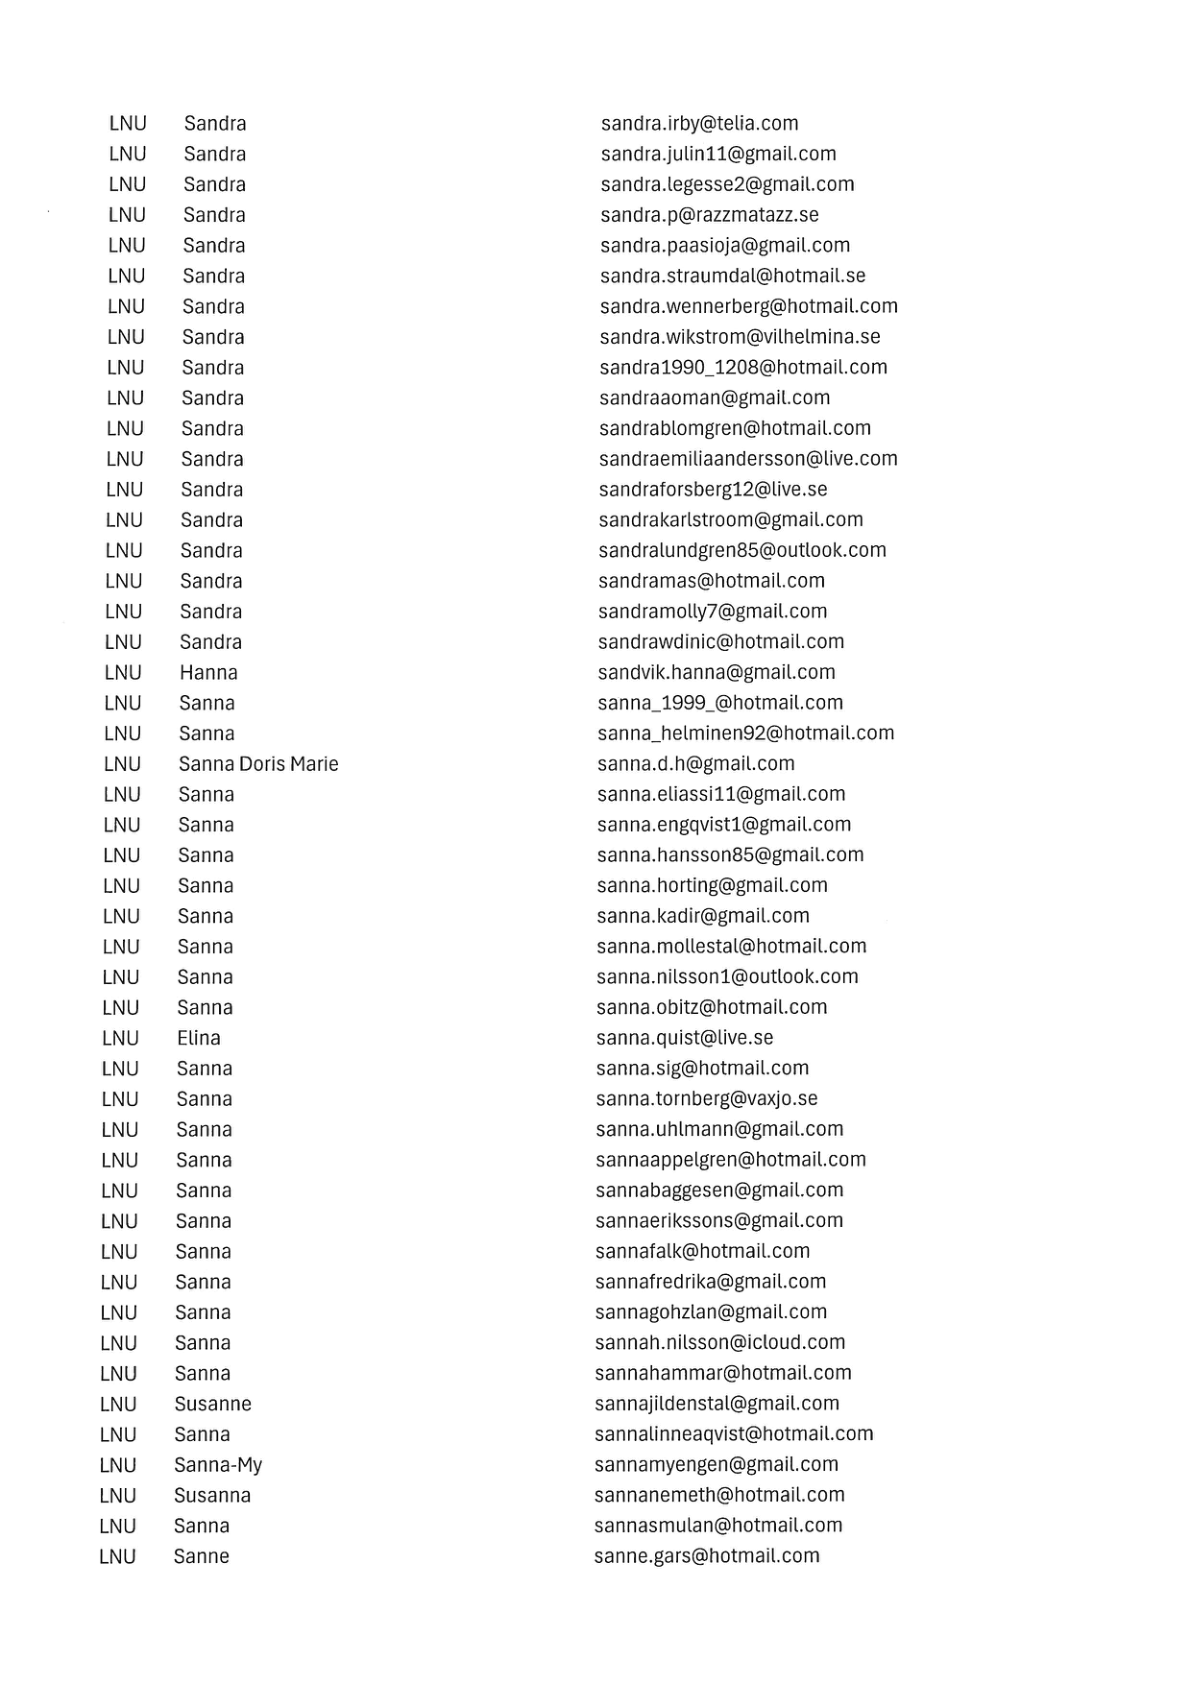 LNU Sandra sandra.irby@telia.com
LNU Sandra sandra.julin11@gmail.com
LNU Sandra sandra.legesse2@gmail.com
LNU Sandra sandra.p@razzmatazz.se
LNU Sandra sandra.paasioja@gmail.com
LNU Sandra sandra.straumdal@hotmail.se
LNU Sandra sandra.wennerberg@hotmail.com
LNU Sandra sandra.wikstrom@vilhelmina.se
LNU Sandra sandra1990_1208@hotmail.com
LNU Sandra sandraaoman@gmail.com
LNU Sandra sandrablomgren@hotmail.com
LNU Sandra sandraemiliaandersson@live.com
LNU Sandra sandraforsberg12@live.se
LNU Sandra sandrakarlstroom@gmail.com
LNU Sandra sandralundgren85@outlook.com
LNU Sandra sandramas@hotmail.com
LNU Sandra sandramolly7@gmail.com
LNU Sandra sandrawdinic@hotmail.com
LNU Hanna sandvik.hanna@gmail.com
LNU Sanna sanna_1999_@hotmail.com
LNU Sanna sanna_helminen92@hotmail.com
LNU Sanna Doris Marie sanna.d.h@gmail.com
LNU Sanna sanna.eliassi11@gmail.com
LNU Sanna sanna.engqvist1@gmail.com
LNU Sanna sanna.hansson85@gmail.com
LNU Sanna sanna.horting@gmail.com
LNU Sanna sanna.kadir@gmail.com
LNU Sanna sanna.mollestal@hotmail.com
LNU Sanna sanna.nilsson1@outlook.com
LNU Sanna sanna.obitz@hotmail.com
LNU Elina sanna.quist@live.se
LNU Sanna sanna.sig@hotmail.com
LNU Sanna sanna.tornberg@vaxjo.se
LNU Sanna sanna.uhlmann@gmail.com
LNU Sanna sannaappelgren@hotmail.com
LNU Sanna sannabaggesen@gmail.com
LNU Sanna sannaerikssons@gmail.com
LNU Sanna sannafalk@hotmail.com
LNU Sanna sannafredrika@gmail.com
LNU Sanna sannagohzlan@gmail.com
LNU Sanna sannah.nilsson@icloud.com
LNU Sanna sannahammar@hotmail.com
LNU Susanne sannajildenstal@gmail.com
LNU Sanna sannalinneaqvist@hotmail.com
LNU Sanna-My sannamyengen@gmail.com
LNU Susanna sannanemeth@hotmail.com
LNU Sanna sannasmulan@hotmail.com
LNU Sanne sanne.gars@hotmail.com